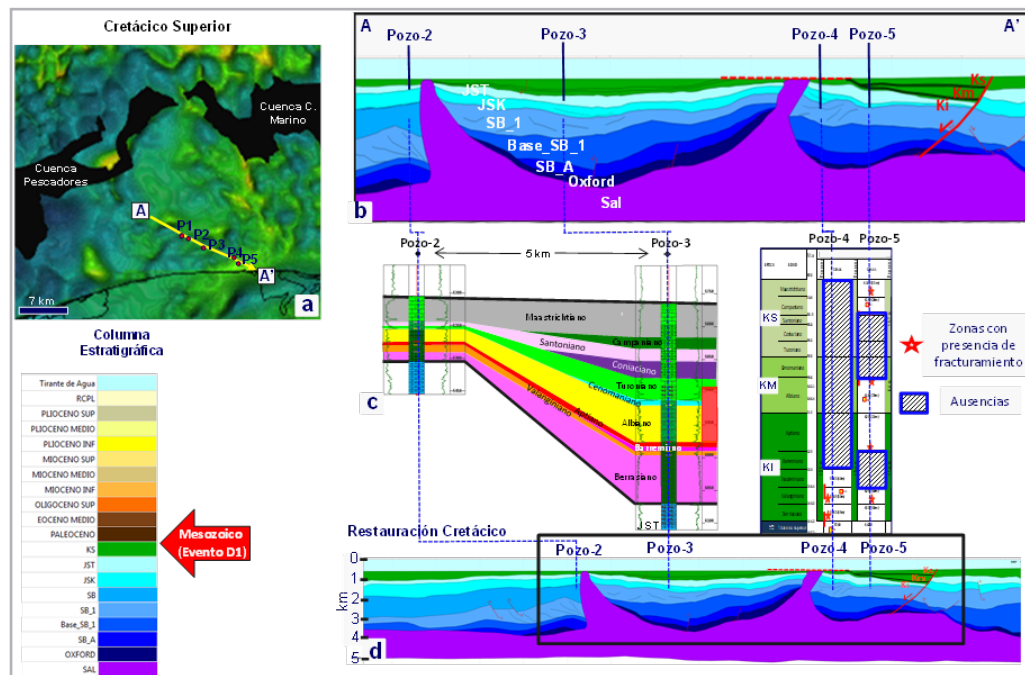 Cretácico Superior
Cuenca C.
Marino
Cuenca
Pescadores
A
P1
P2
P3
P4
P5
A'
7 km
a
Columna
Estratigráfica
Tirante de Agua
RCPL
PLIOCENO SUP
PLIOCENO MEDIO
PLIOCENO INF
MIOCENO SUP
MIOCENO MEDIO
MIOCENO INF
OLIGOCENO SUP
EOCENO MEDIO
PALEOCENO
KS
JST
JSK
SB
SB_1
Base_SB_1
SB_A
OXFORD
SAL
Mesozoico
(Evento D1)
A
A'
Pozo-2
Pozo-3
Pozo-4
Pozo-5
JST
JSK
SB_1
Base_SB_1
SB_A
Oxford
Sal
Ks
Km
Ki
b
Pozo-2
5 km
Pozo-3
Maastrichtiano
Campaniano
Santoniano
Coniaciano
Turoniano
Cenomaniano
Albano
Aptiano
Valanginiano
Barremiano
Berrasiano
JST
c
Pozo-4
Pozo-5
KS
KM
KI
Zonas con
presencia de
fracturamiento
Ausencias
Restauración Cretácico
Pozo-2
Pozo-3
Pozo-4
Pozo-5
0
1
2
3
4
5
km
Ki
d